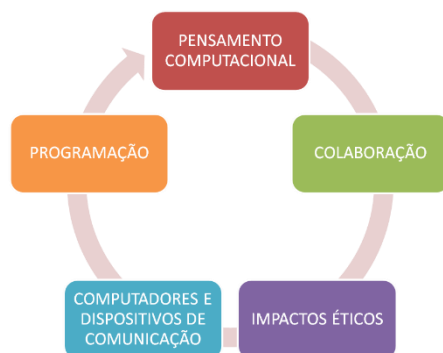 PENSAMENTO
COMPUTACIONAL
COLABORAÇÃO
IMPACTOS ÉTICOS
COMPUTADORES E
DISPOSITIVOS DE
COMUNICAÇÃO
PROGRAMAÇÃO